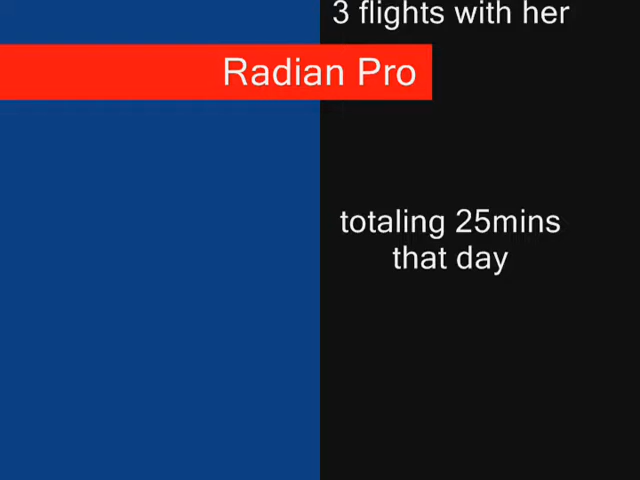 3 flights with her
Radian Pro
totaling 25mins
that day